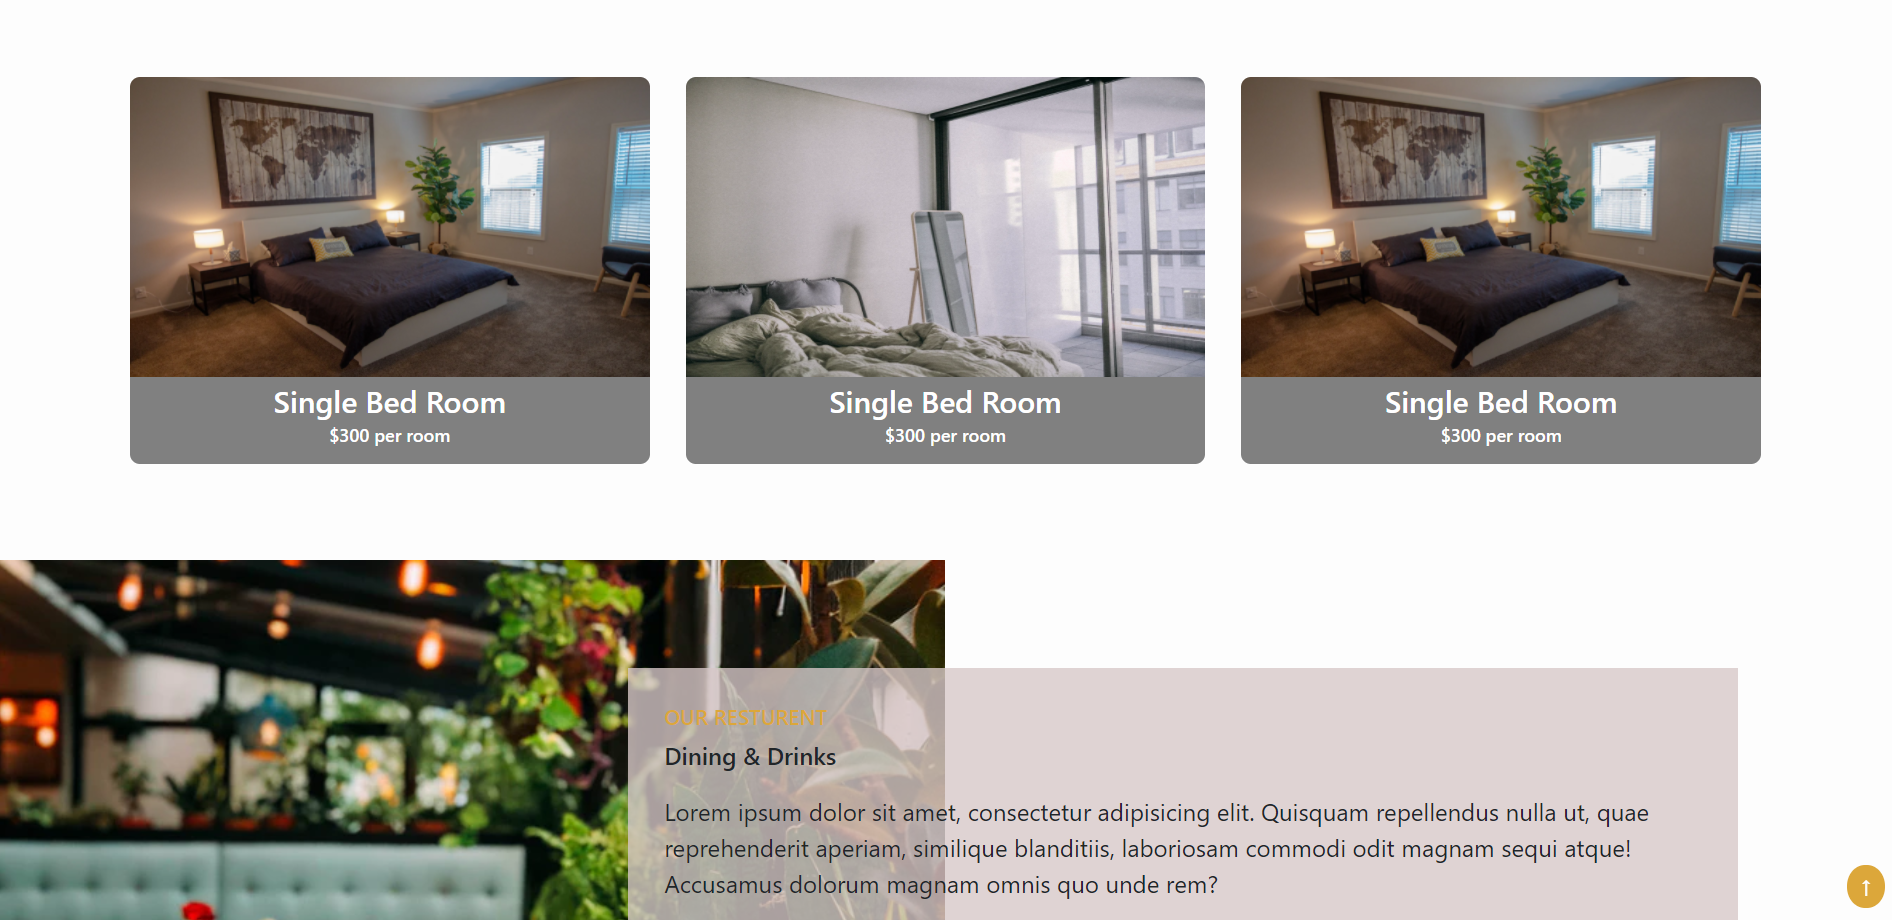 Single Bed Room
$300 per room
Single Bed Room
$300 per room
Single Bed Room
$300 per room
OUR RESTURENT
Dining & Drinks
Lorem ipsum dolor sit amet, consectetur adipisicing elit. Quisquam repellendus nulla ut, quae
reprehenderit aperiam, similique blanditiis, laboriosam commodi odit magnam sequi atque!
Accusamus dolorum magnam omnis quo unde rem?
↑